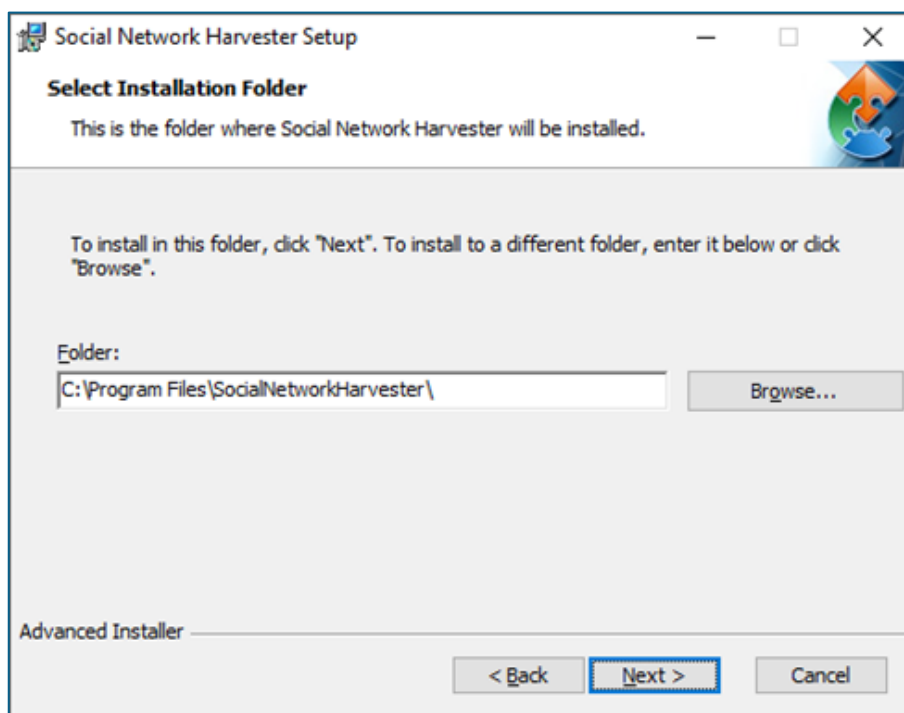 Social Network Harvester Setup
Select Installation Folder
This is the folder where Social Network Harvester will be installed.
To install in this folder, click "Next". To install to a different folder, enter it below or click
"Browse".
Folder:
C:\Program Files\SocialNetworkHarvester\
Browse...
Advanced Installer
< Back
Next >
Cancel